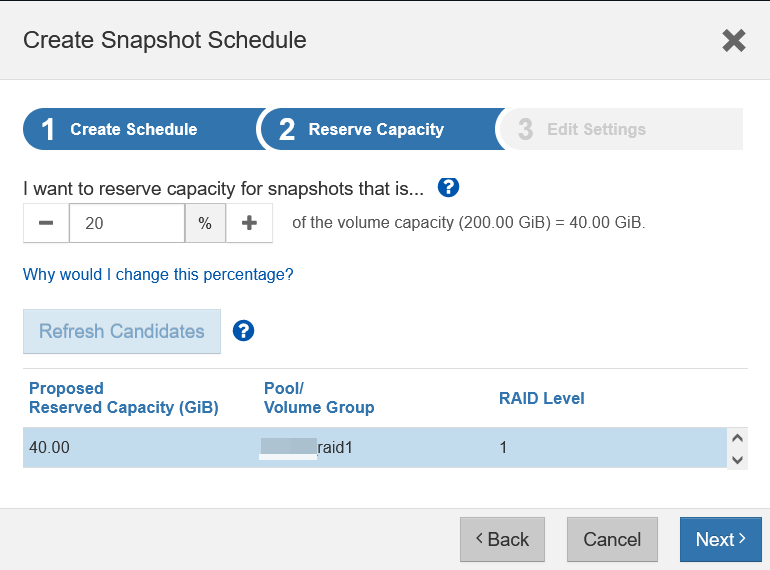 Create Snapshot Schedule
1 Create Schedule
2 Reserve Capacity
3 Edit Settings
I want to reserve capacity for snapshots that is... ?
− 20 % + of the volume capacity (200.00 GiB) = 40.00 GiB.
Why would I change this percentage?
Refresh Candidates ?
Proposed
Reserved Capacity (GiB)
Pool/
Volume Group
RAID Level
40.00 raid1 1
Back Cancel Next